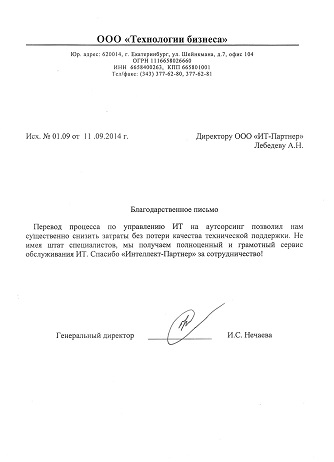 ООО «Технологии бизнеса»
Юр. адрес: 620014, г. Екатеринбург, ул. Шейнкмана, д.7, офис 104
ОГРН 1116658026660
ИНН 6658400263, КПП 665801001
Тел/факс: (343) 377-62-80, 377-62-81
Исх. № 01.09 от 11 .09.2014 г.
Директору ООО «ИТ-Партнер»
Лебедеву А.Н.
Благодарственное письмо
Перевод процесса по управлению ИТ на аутсорсинг позволил нам
существенно снизить затраты без потери качества технической поддержки. Не
имея штат специалистов, мы получаем полноценный и грамотный сервис
обслуживания ИТ. Спасибо «Интеллект-Партнер» за сотрудничество!
Генеральный директор И.С. Нечаева